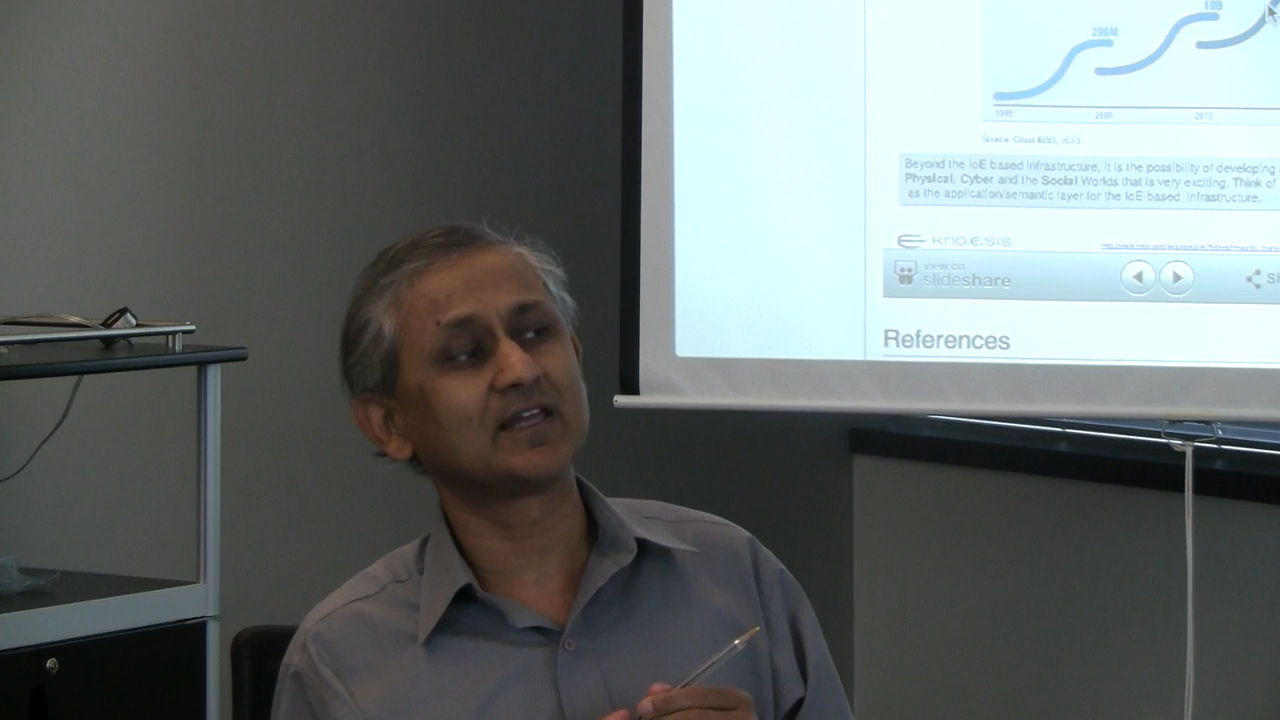 10B
200M
1995 2000 2013
Source: Cisco IBSG, 2013
Beyond the IoE based infrastructure, it is the possibility of developing
Physical, Cyber and the Social Worlds that is very exciting. Think of
as the application/semantic layer for the IoE-based infrastructure.
kno.e.sis
view on
slideshare
References